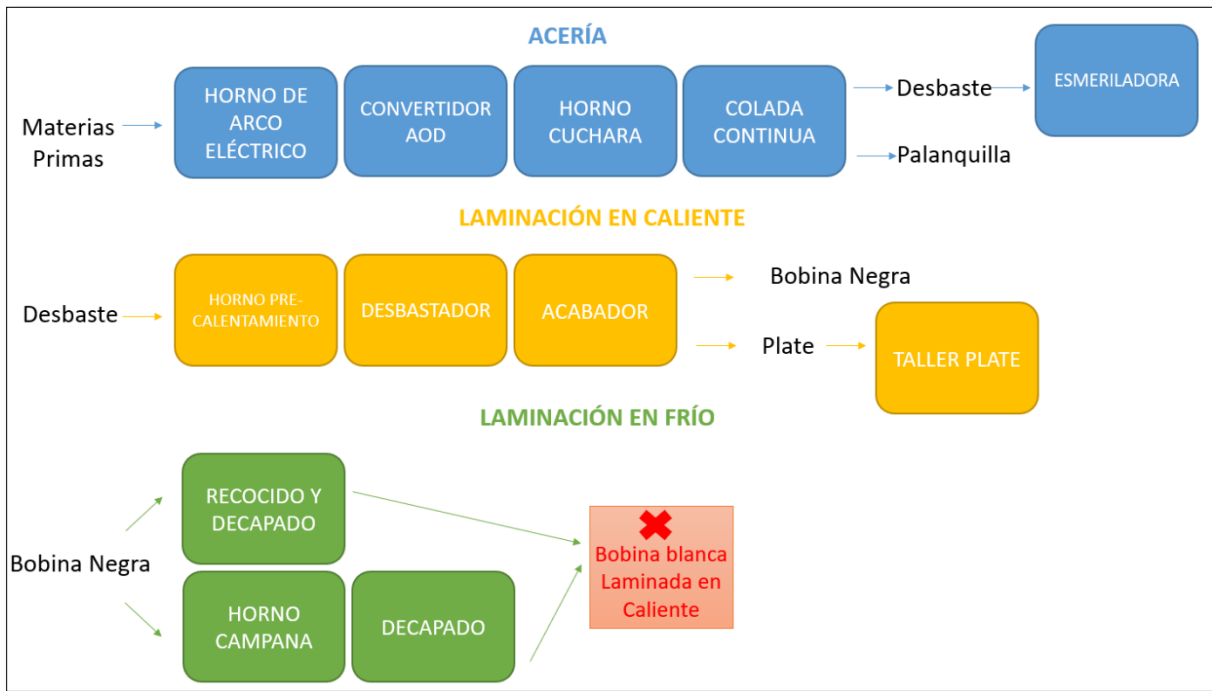 ACERÍA
Materias
Primas
HORNO DE
ARCO
ELÉCTRICO
CONVERTIDOR
AOD
HORNO
CUCHARA
COLADA
CONTINUA
Desbaste
Palanquilla
ESMERILADORA
LAMINACIÓN EN CALIENTE
Desbaste
HORNO PRE-
CALENTAMIENTO
DESBASTADOR
ACABADOR
Bobina Negra
Plate
TALLER PLATE
LAMINACIÓN EN FRÍO
Bobina Negra
RECOCIDO Y
DECAPADO
HORNO
CAMPANA
DECAPADO
Bobina blanca
Laminada en
Caliente